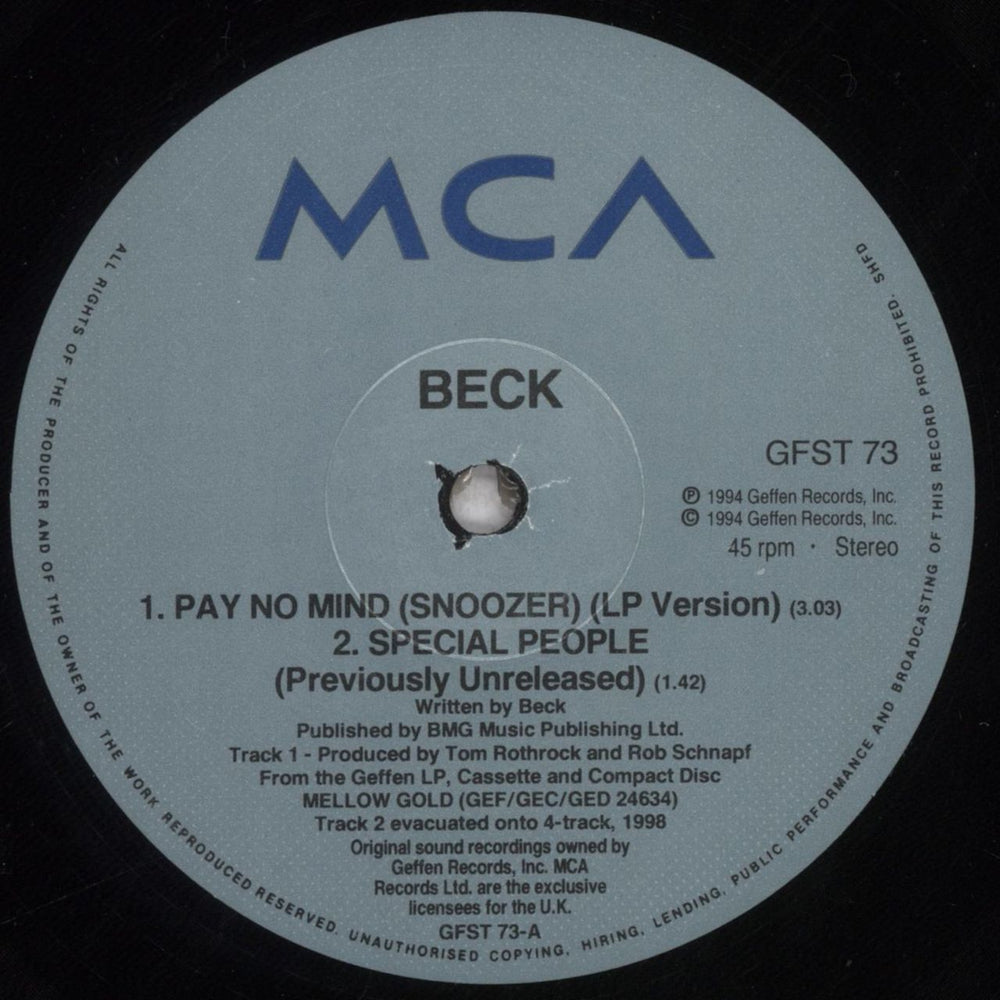 MCA
BECK
GFST 73
℗ 1994 Geffen Records, Inc.
© 1994 Geffen Records, Inc.
45 rpm · Stereo
1. PAY NO MIND (SNOOZER) (LP Version) (3.03)
2. SPECIAL PEOPLE
(Previously Unreleased) (1.42)
Written by Beck
Published by BMG Music Publishing Ltd.
Track 1 - Produced by Tom Rothrock and Rob Schnapf
From the Geffen LP, Cassette and Compact Disc
MELLOW GOLD (GEF/GEC/GED 24634)
Track 2 evacuated onto 4-track, 1998
Original sound recordings owned by
Geffen Records, Inc. MCA
Records Ltd. are the exclusive
licensees for the U.K.
GFST 73-A
ALL RIGHTS OF THE PRODUCER AND OF THE OWNER OF THE WORK REPRODUCED RESERVED. UNAUTHORISED COPYING, HIRING, LENDING, PUBLIC PERFORMANCE AND BROADCASTING OF THIS RECORD PROHIBITED. SHFD